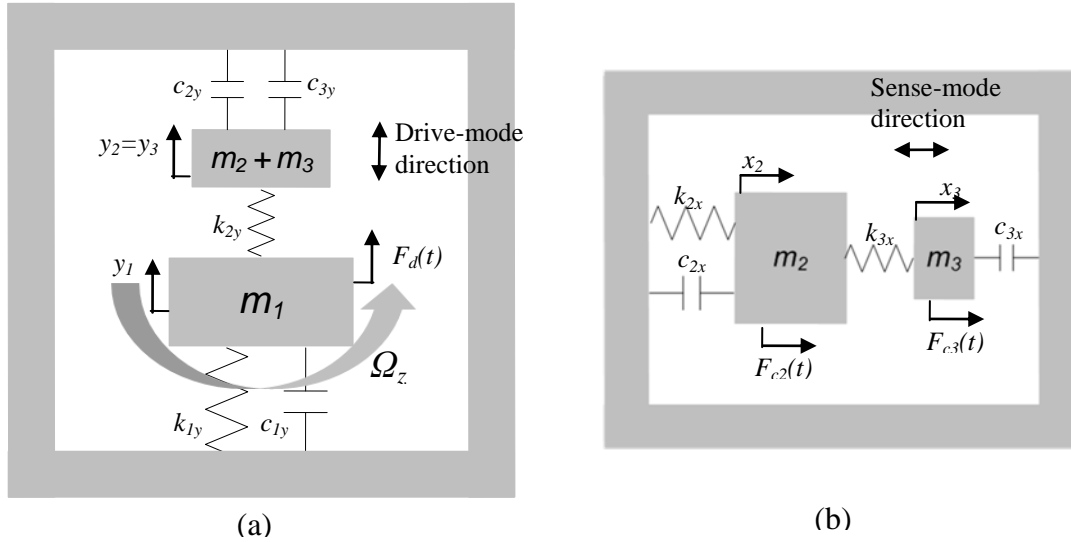 c2y c3y
y2=y3
m2 + m3
Drive-mode
direction
k2y
Fd(t)
y1
m1
Ωz
k1y c1y
(a)
Sense-mode
direction
x2
x3
k2x
k3x
c3x
c2x
m2
m3
Fc2(t)
Fc3(t)
(b)